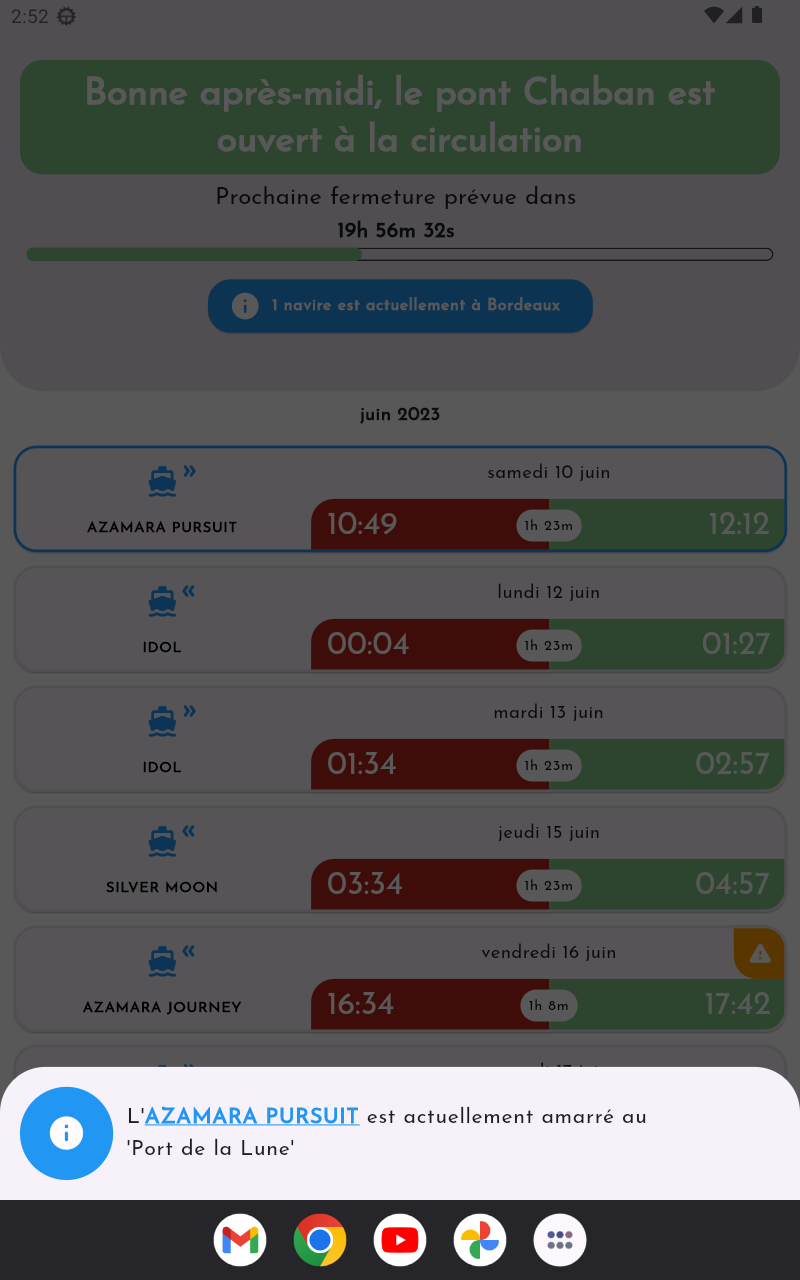 2:52
Bonne après-midi, le pont Chaban est
ouvert à la circulation
Prochaine fermeture prévue dans
19h 56m 32s
1 navire est actuellement à Bordeaux
juin 2023
samedi 10 juin
AZAMARA PURSUIT
10:49
1h 23m
12:12
lundi 12 juin
IDOL
00:04
1h 23m
01:27
mardi 13 juin
IDOL
01:34
1h 23m
02:57
jeudi 15 juin
SILVER MOON
03:34
1h 23m
04:57
vendredi 16 juin
AZAMARA JOURNEY
16:34
1h 8m
17:42
L'AZAMARA PURSUIT est actuellement amarré au
'Port de la Lune'